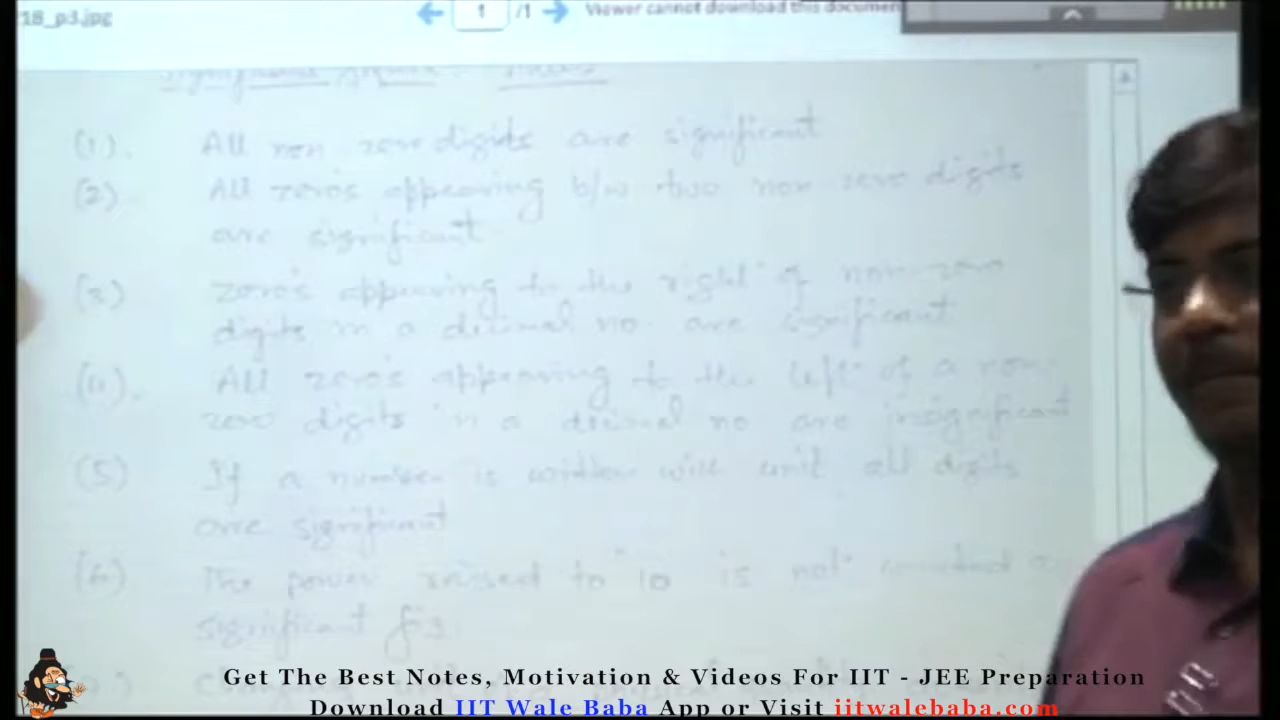 18_p3.jpg
1 /1 Viewer cannot download this documen
Significant figure Rules
(1). All non zero digits are significant
(2). All zero's appearing b/w two non zero digits
are significant
(3) zero's appearing to the right of non-zero
digits in a decimal no. are significant
(4). All zero's appearing to the left of a non-
zero digits in a decimal no are insignificant
(5) If a number is written with unit all digits
are significant
(6) The power raised to 10 is not counted
significant fig.
Get The Best Notes, Motivation & Videos For IIT - JEE Preparation
Download IIT Wale Baba App or Visit iitwalebaba.com